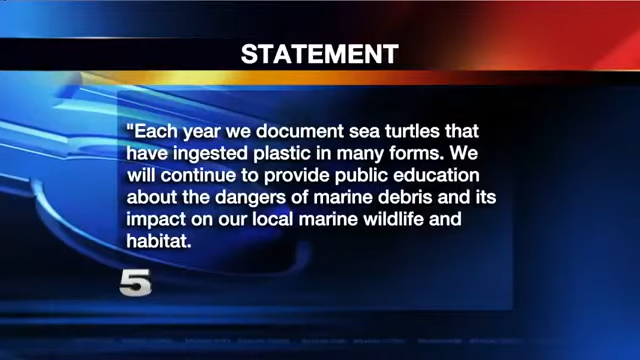 STATEMENT
"Each year we document sea turtles that
have ingested plastic in many forms. We
will continue to provide public education
about the dangers of marine debris and its
impact on our local marine wildlife and
habitat.
5